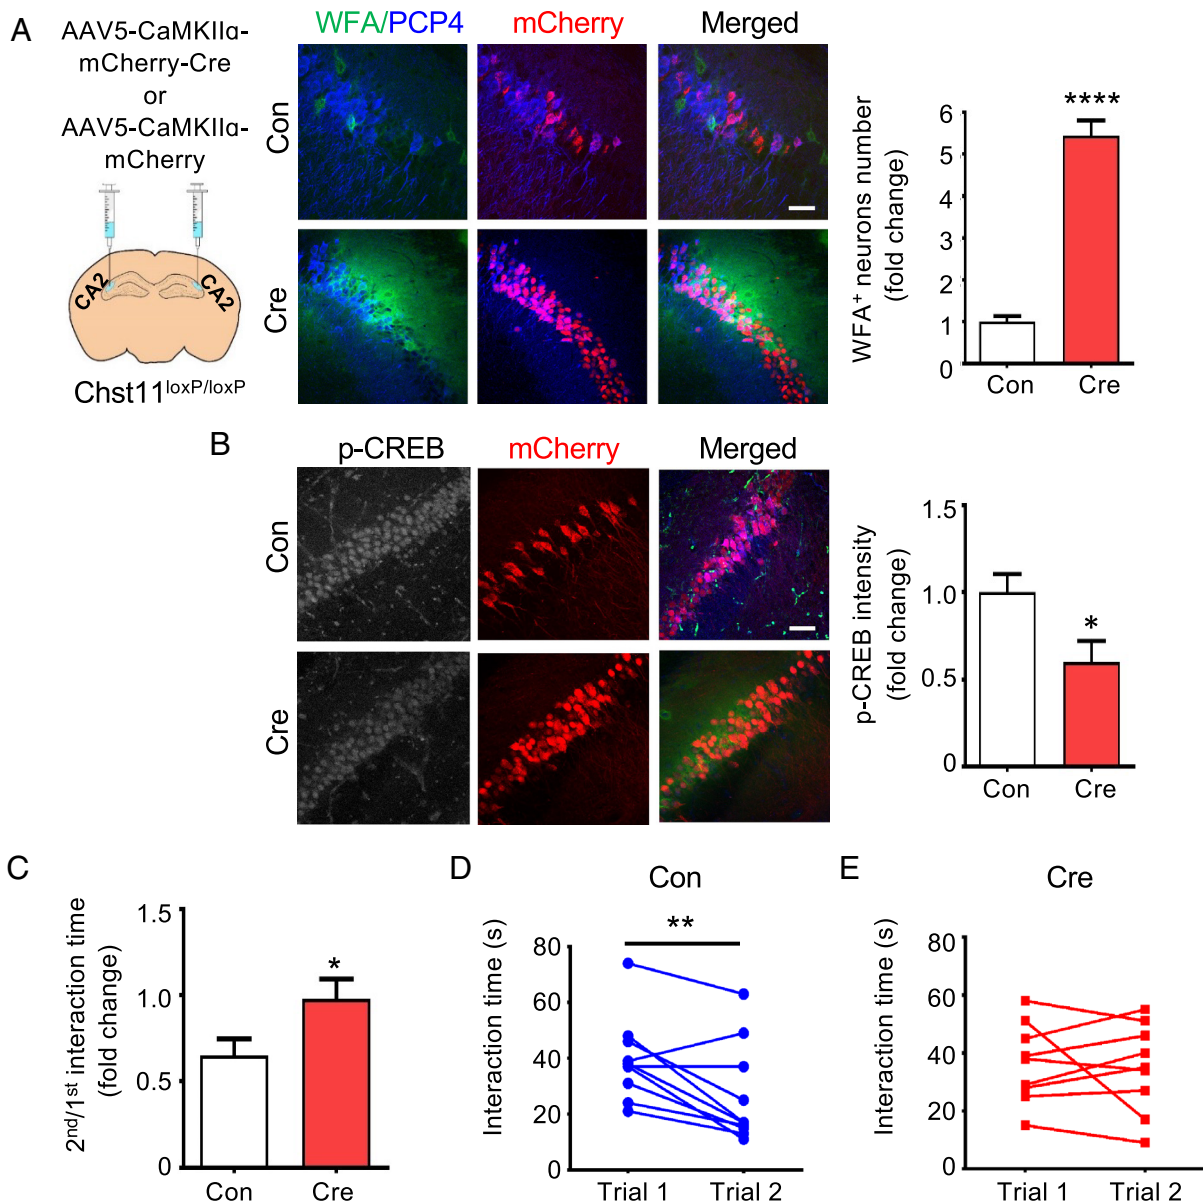 A
AAV5-CaMKIIα-
mCherry-Cre
or
AAV5-CaMKIIα-
mCherry
CA2
CA2
Chst11loxP/loxP
WFA/PCP4
mCherry
Merged
Con
Cre
WFA+ neurons number
(fold change)
6
5
4
3
2
1
0
****
Con
Cre
B
p-CREB
mCherry
Merged
Con
Cre
p-CREB intensity
(fold change)
1.5
1.0
0.5
0
*
Con
Cre
C
2nd/1st interaction time
(fold change)
1.5
1.0
0.5
0
*
Con
Cre
D
Con
Interaction time (s)
80
60
40
20
0
**
Trial 1
Trial 2
E
Cre
Interaction time (s)
80
60
40
20
0
Trial 1
Trial 2